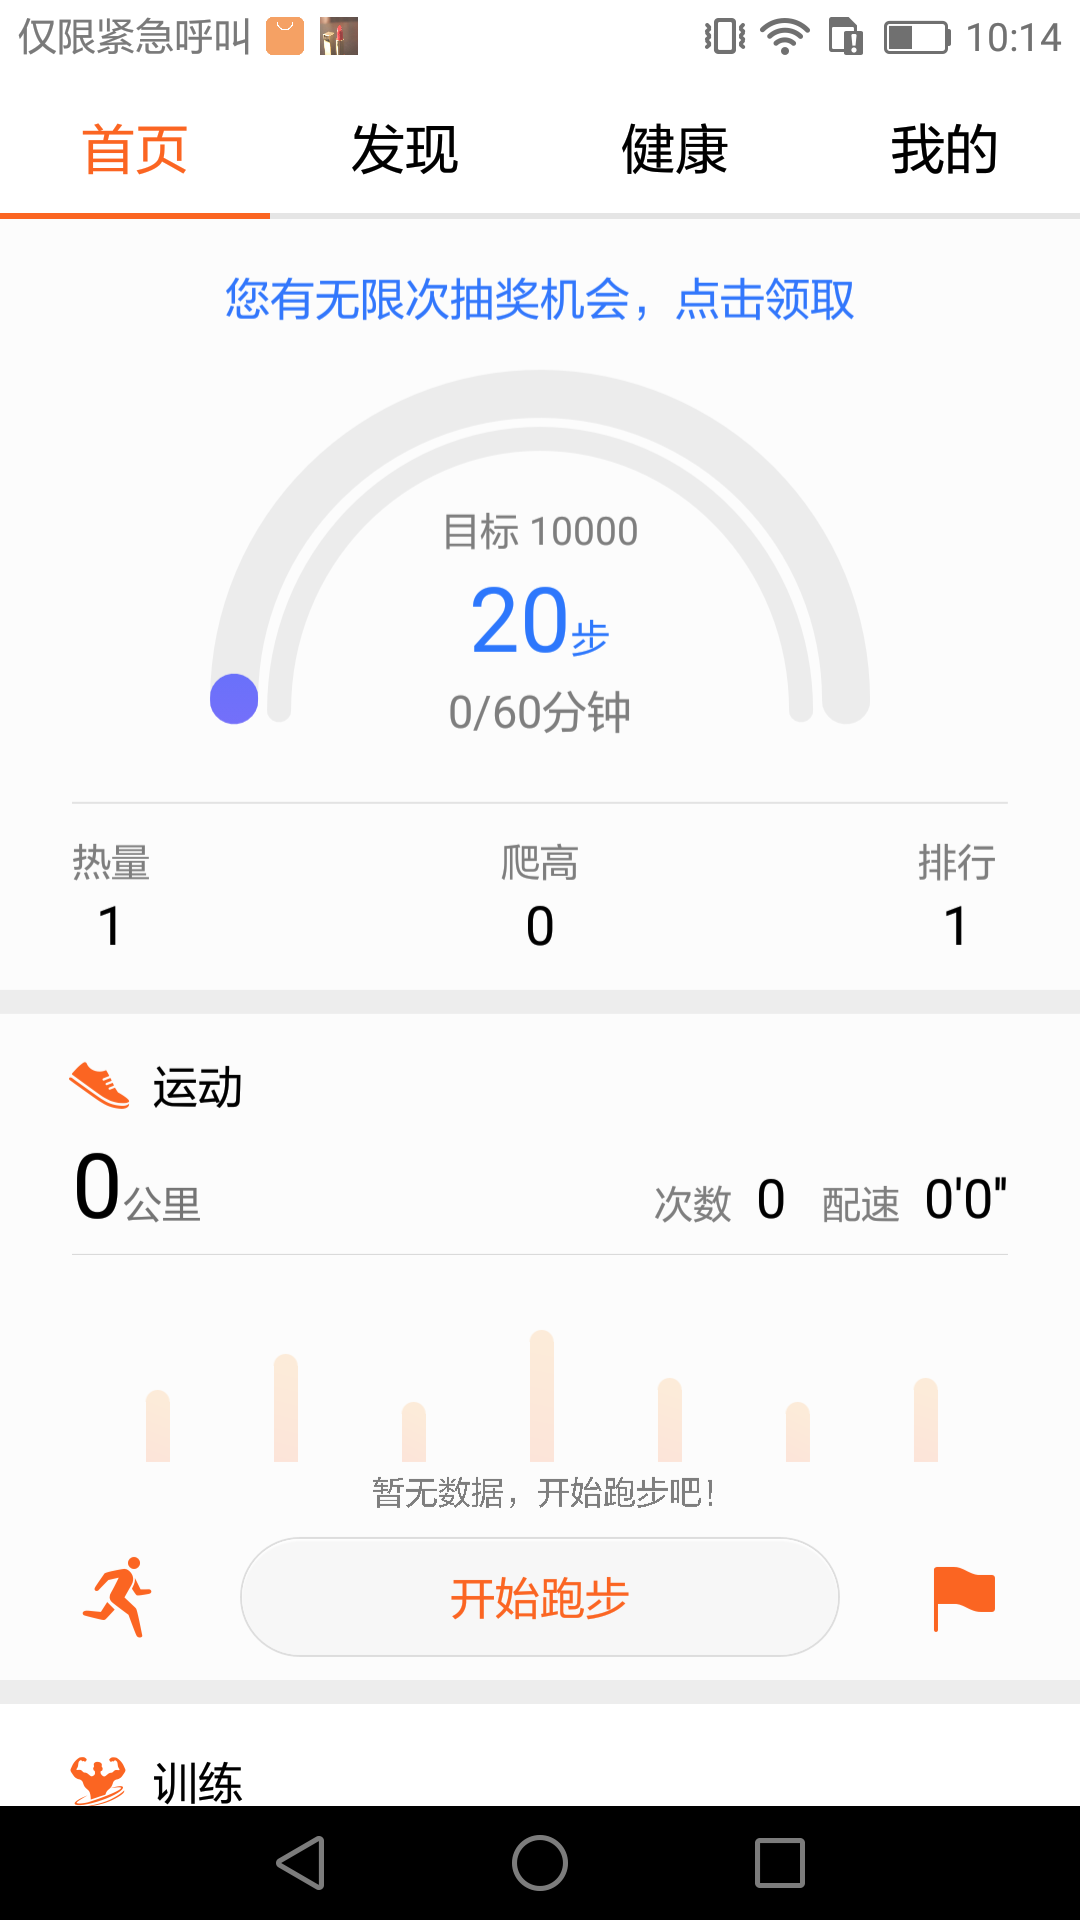 仅限紧急呼叫 10:14
首页 发现 健康 我的
您有无限次抽奖机会，点击领取
目标 10000
20步
0/60分钟
热量 爬高 排行
1 0 1
运动
0公里 次数 0 配速 0'0"
暂无数据，开始跑步吧！
开始跑步
训练